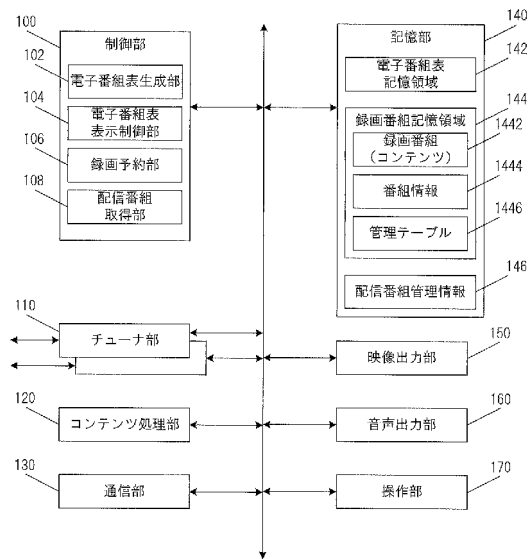 100
制御部
102
電子番組表生成部
104
電子番組表
表示制御部
106
録画予約部
108
配信番組
取得部
110
チューナ部
120
コンテンツ処理部
130
通信部
140
記憶部
142
電子番組表
記憶領域
144
録画番組記憶領域
1442
録画番組
(コンテンツ)
1444
番組情報
1446
管理テーブル
146
配信番組管理情報
150
映像出力部
160
音声出力部
170
操作部